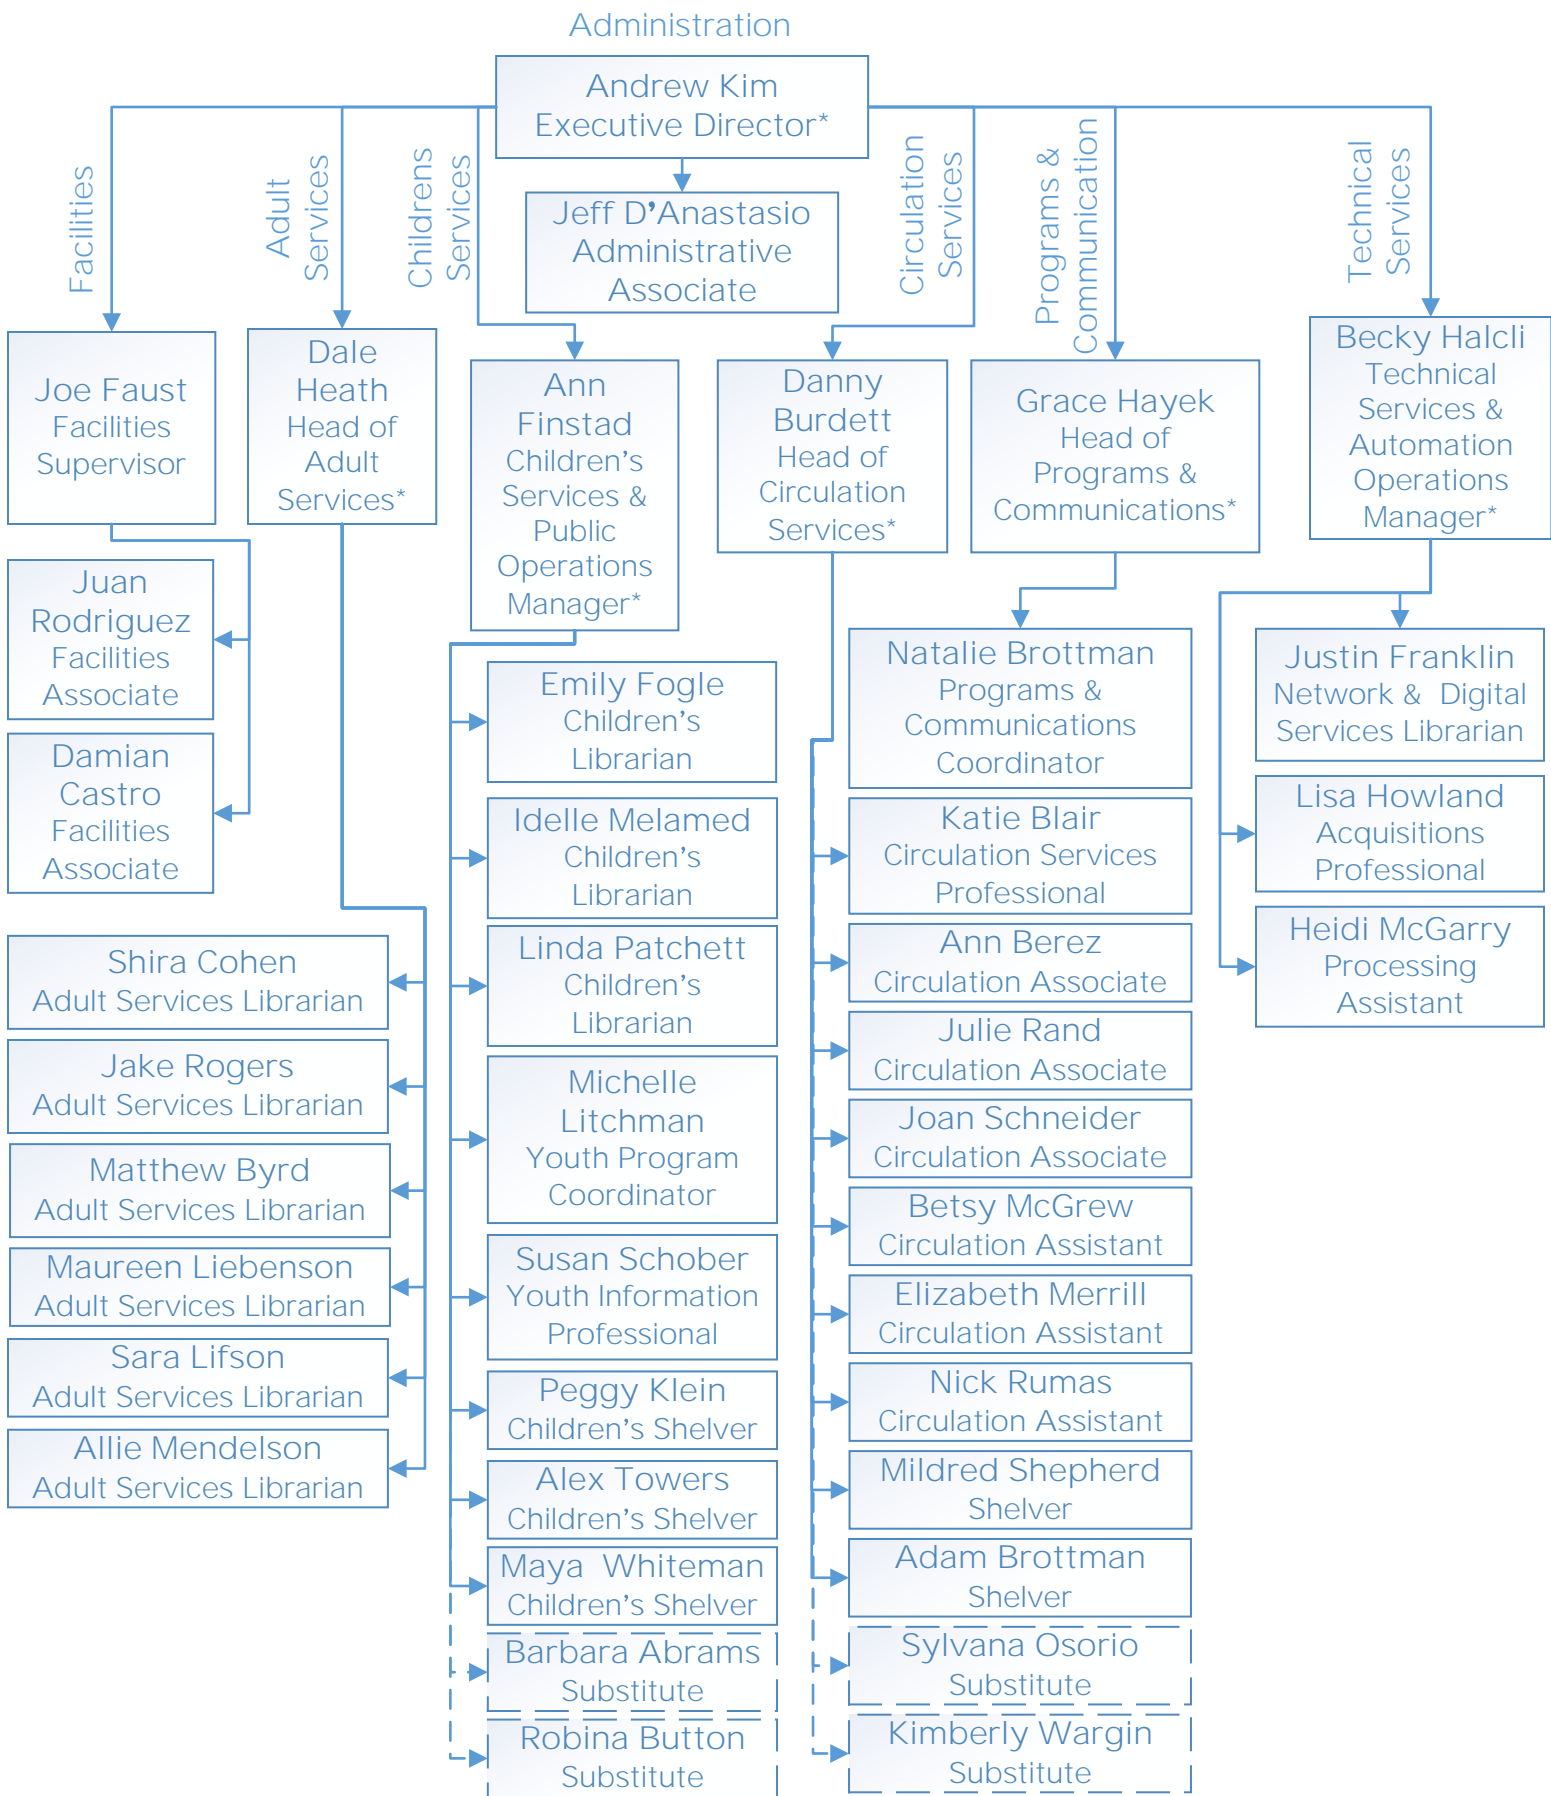 Administration
Andrew Kim
Executive Director*
Jeff D’Anastasio
Administrative
Associate
Facilities
Adult
Services
Childrens
Services
Circulation
Services
Programs &
Communication
Technical
Services
Joe Faust
Facilities
Supervisor
Juan
Rodriguez
Facilities
Associate
Damian
Castro
Facilities
Associate
Dale
Heath
Head of
Adult
Services*
Shira Cohen
Adult Services Librarian
Jake Rogers
Adult Services Librarian
Matthew Byrd
Adult Services Librarian
Maureen Liebenson
Adult Services Librarian
Sara Lifson
Adult Services Librarian
Allie Mendelson
Adult Services Librarian
Ann
Finstad
Children’s
Services &
Public
Operations
Manager*
Emily Fogle
Children’s
Librarian
Idelle Melamed
Children’s
Librarian
Linda Patchett
Children’s
Librarian
Michelle
Litchman
Youth Program
Coordinator
Susan Schober
Youth Information
Professional
Peggy Klein
Children’s Shelver
Alex Towers
Children’s Shelver
Maya Whiteman
Children’s Shelver
Barbara Abrams
Substitute
Robina Button
Substitute
Danny
Burdett
Head of
Circulation
Services*
Katie Blair
Circulation Services
Professional
Ann Berez
Circulation Associate
Julie Rand
Circulation Associate
Joan Schneider
Circulation Associate
Betsy McGrew
Circulation Assistant
Elizabeth Merrill
Circulation Assistant
Nick Rumas
Circulation Assistant
Mildred Shepherd
Shelver
Adam Brottman
Shelver
Sylvana Osorio
Substitute
Kimberly Wargin
Substitute
Grace Hayek
Head of
Programs &
Communications*
Natalie Brottman
Programs &
Communications
Coordinator
Becky Halcli
Technical
Services &
Automation
Operations
Manager*
Justin Franklin
Network & Digital
Services Librarian
Lisa Howland
Acquisitions
Professional
Heidi McGarry
Processing
Assistant